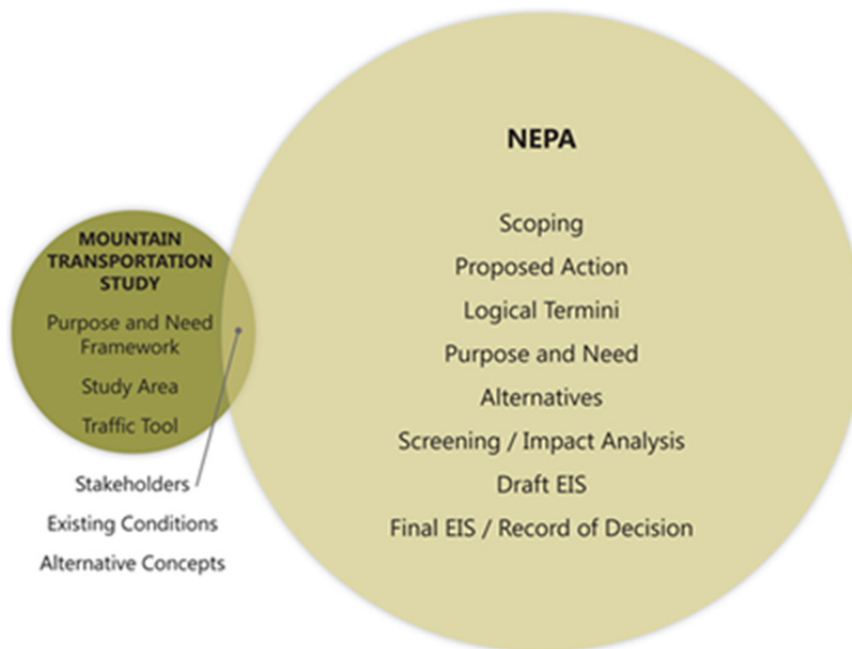 NEPA
Scoping
Proposed Action
Logical Termini
Purpose and Need
Alternatives
Screening / Impact Analysis
Draft EIS
Final EIS / Record of Decision
MOUNTAIN
TRANSPORTATION
STUDY
Purpose and Need
Framework
Study Area
Traffic Tool
Stakeholders
Existing Conditions
Alternative Concepts